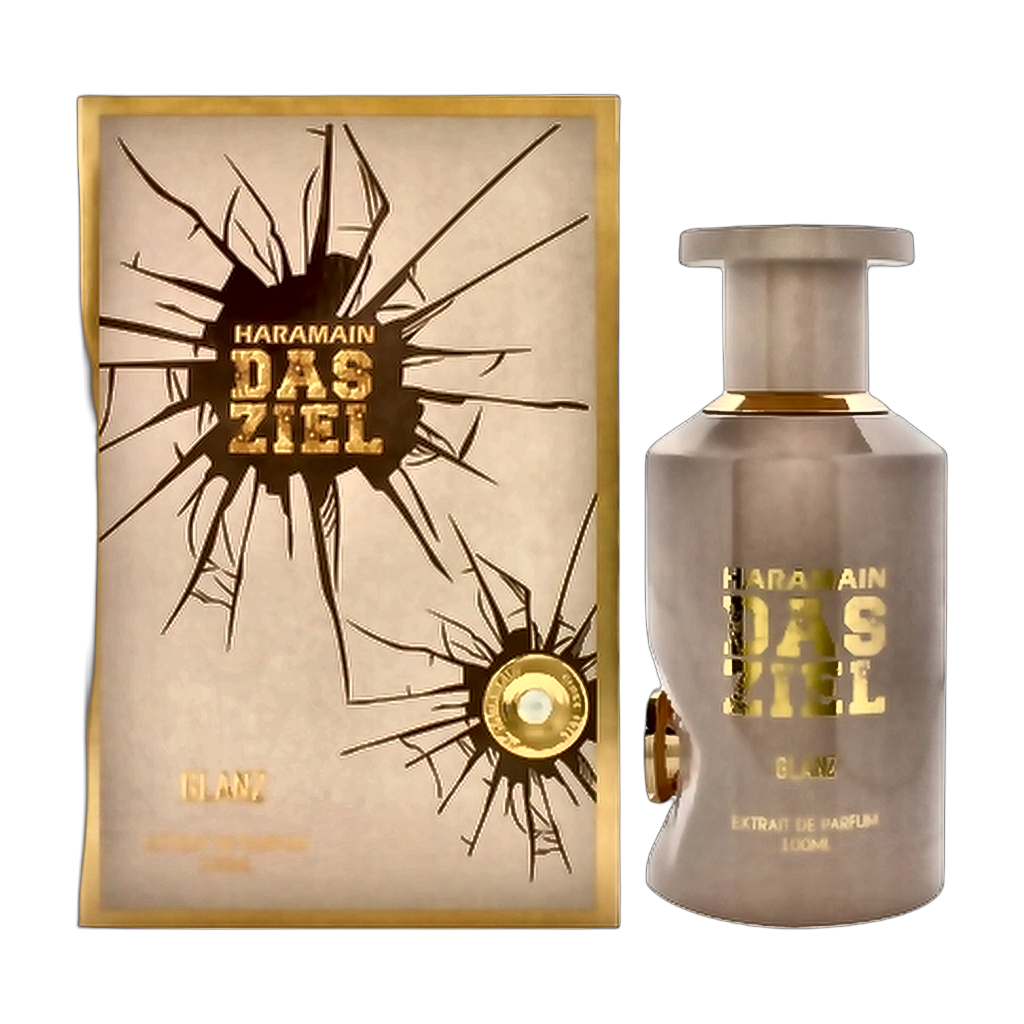 HARAMAIN
DAS
ZIEL
GLANZ
HARAMAIN
DAS
ZIEL
GLANZ
EXTRAIT DE PARFUM
100ML